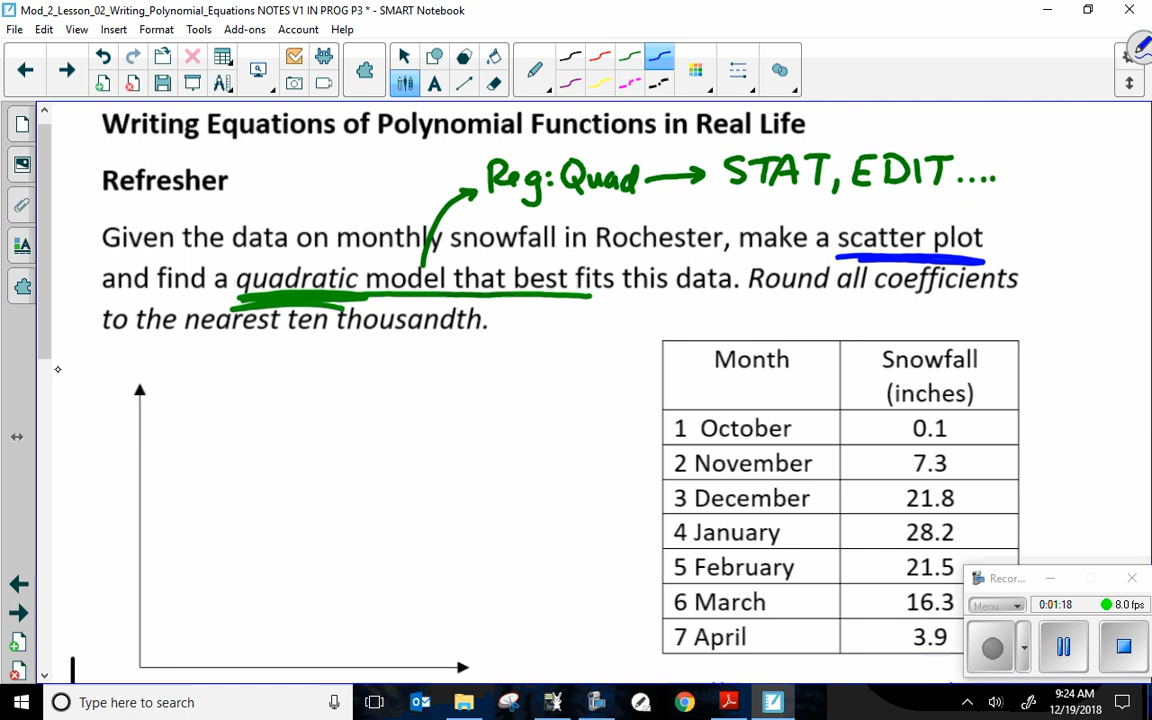 Mod_2_Lesson_02_Writing_Polynomial_Equations NOTES V1 IN PROG P3 * - SMART Notebook
File Edit View Insert Format Tools Add-ons Account Help
Writing Equations of Polynomial Functions in Real Life
Reg: Quad → STAT, EDIT....
Refresher
Given the data on monthly snowfall in Rochester, make a scatter plot
and find a quadratic model that best fits this data. Round all coefficients
to the nearest ten thousandth.
Month Snowfall
(inches)
1 October 0.1
2 November 7.3
3 December 21.8
4 January 28.2
5 February 21.5
6 March 16.3
7 April 3.9
Recor...
Menu 0:01:18 8.0 fps
Type here to search
9:24 AM
12/19/2018